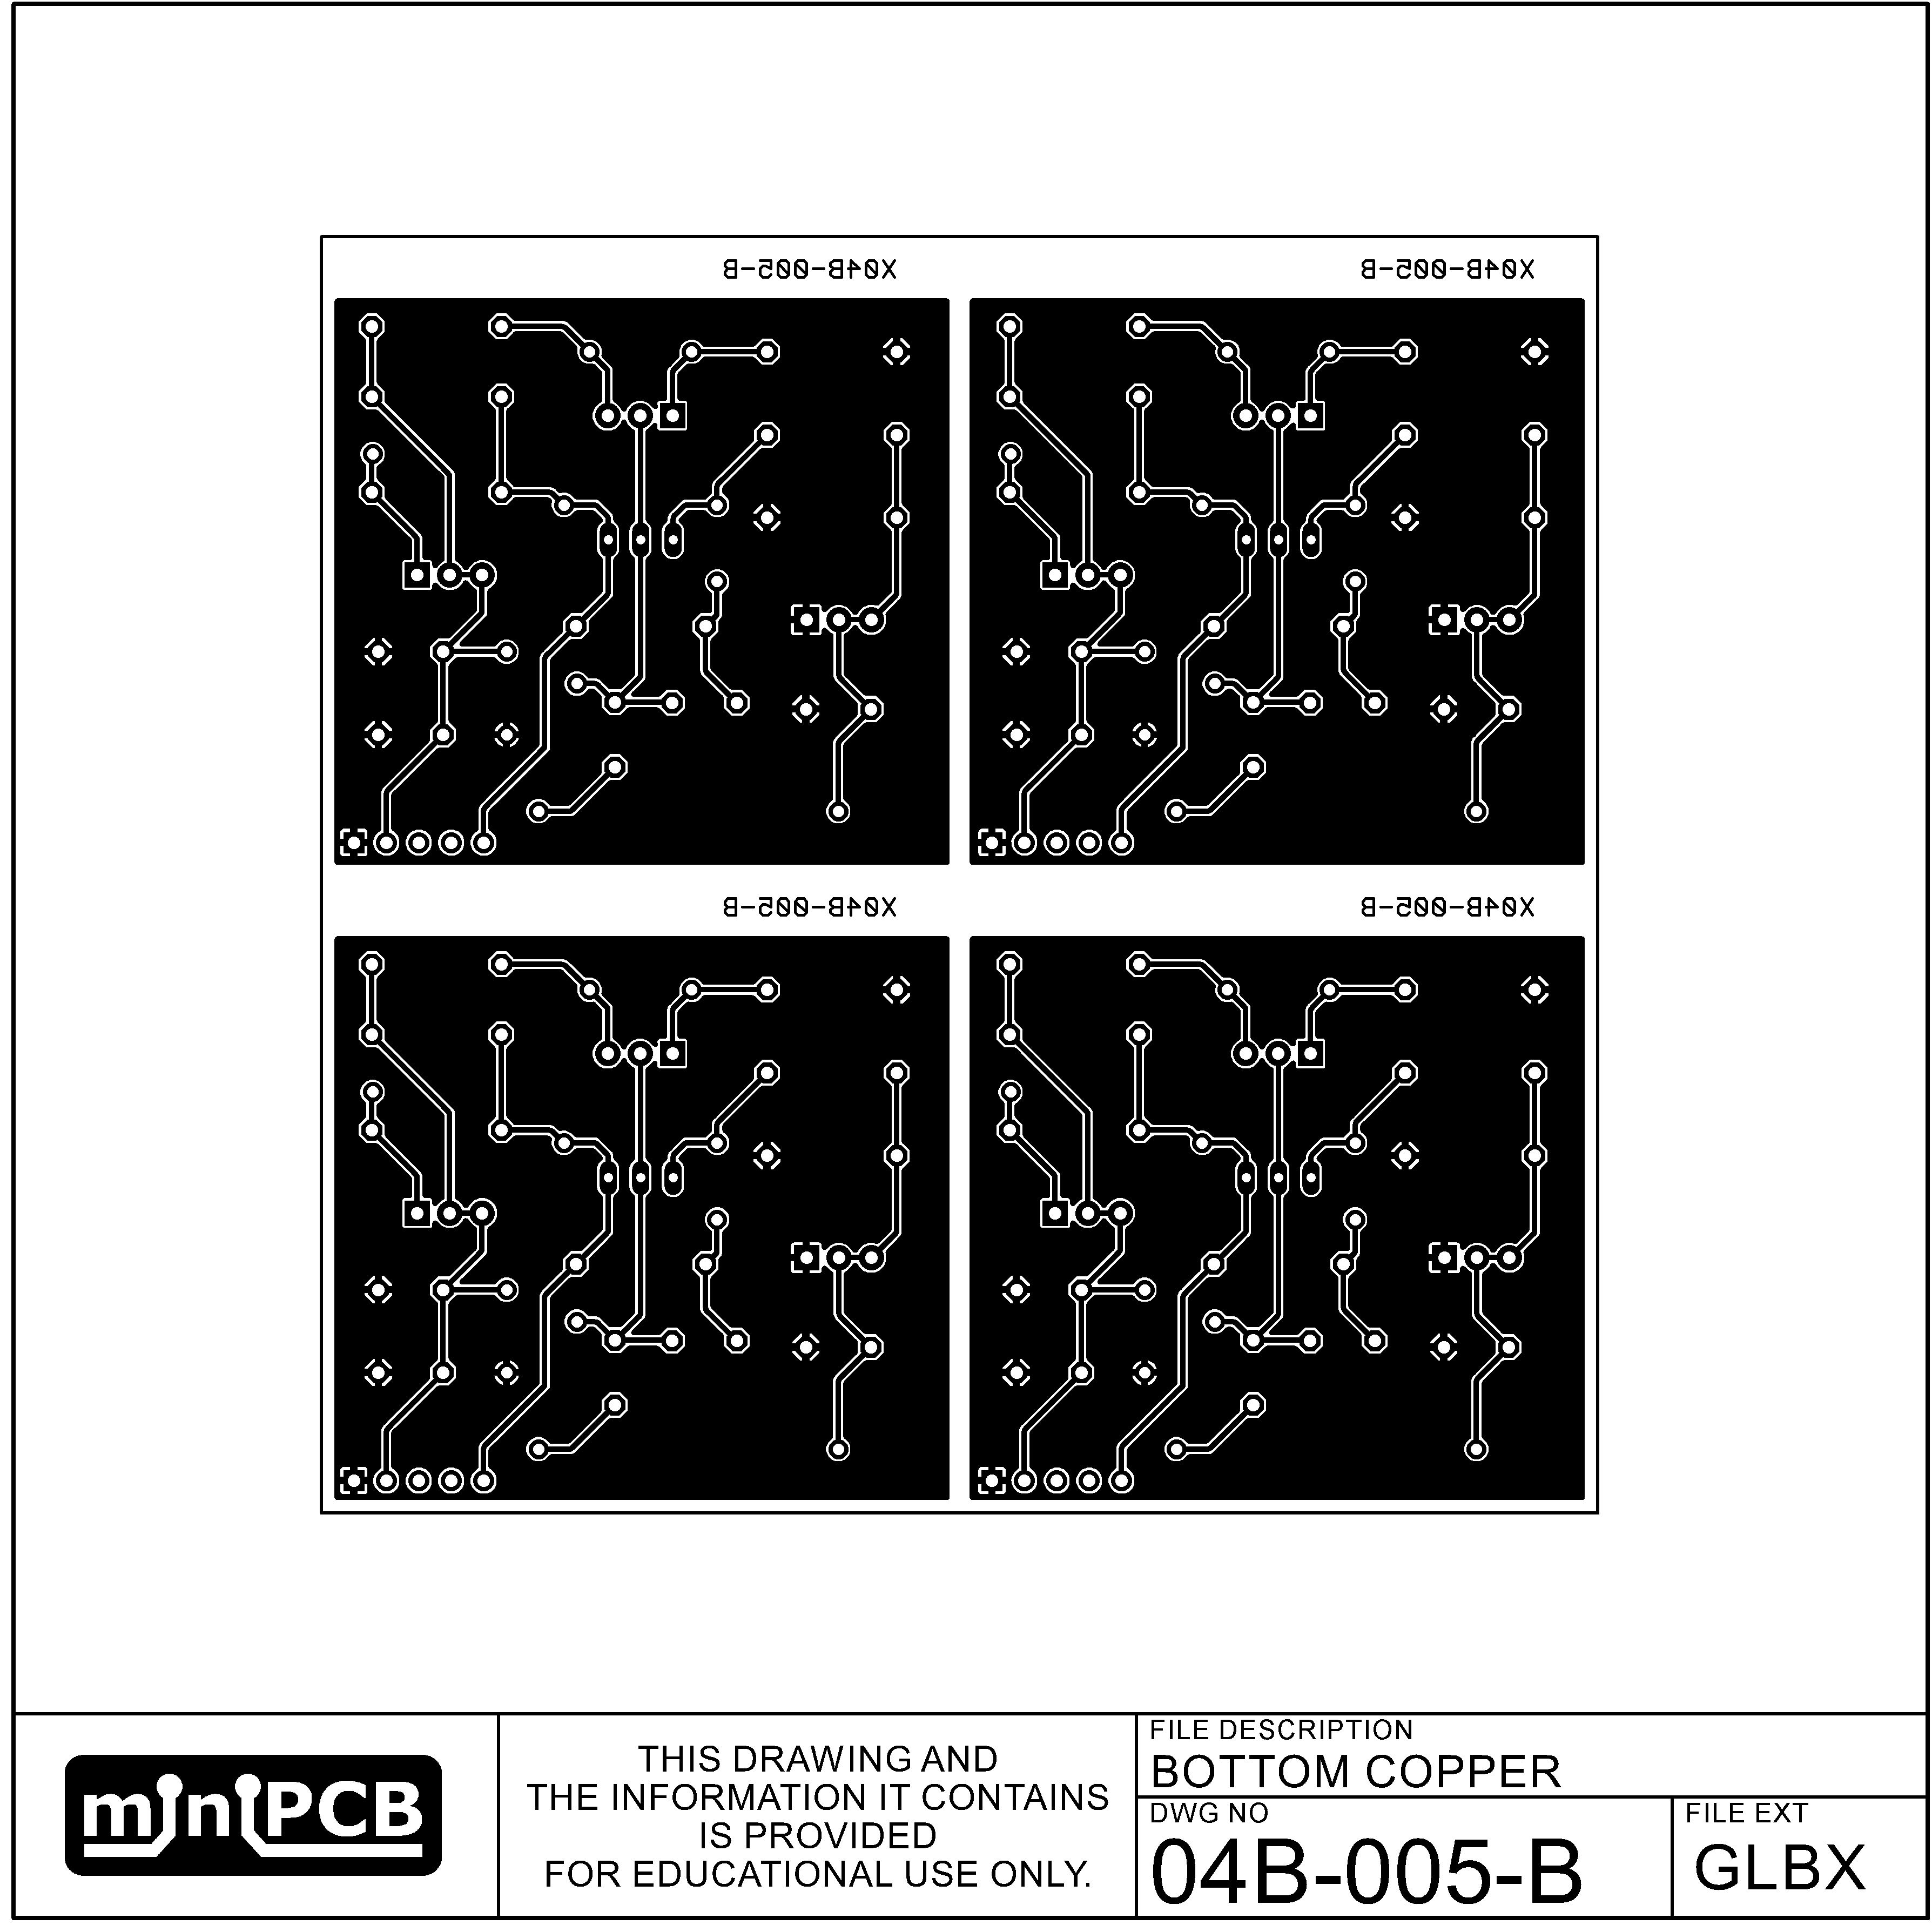 X04B-005-B X04B-005-B
X04B-005-B X04B-005-B
miniPCB
THIS DRAWING AND
THE INFORMATION IT CONTAINS
IS PROVIDED
FOR EDUCATIONAL USE ONLY.
FILE DESCRIPTION
BOTTOM COPPER
DWG NO
04B-005-B
FILE EXT
GLBX